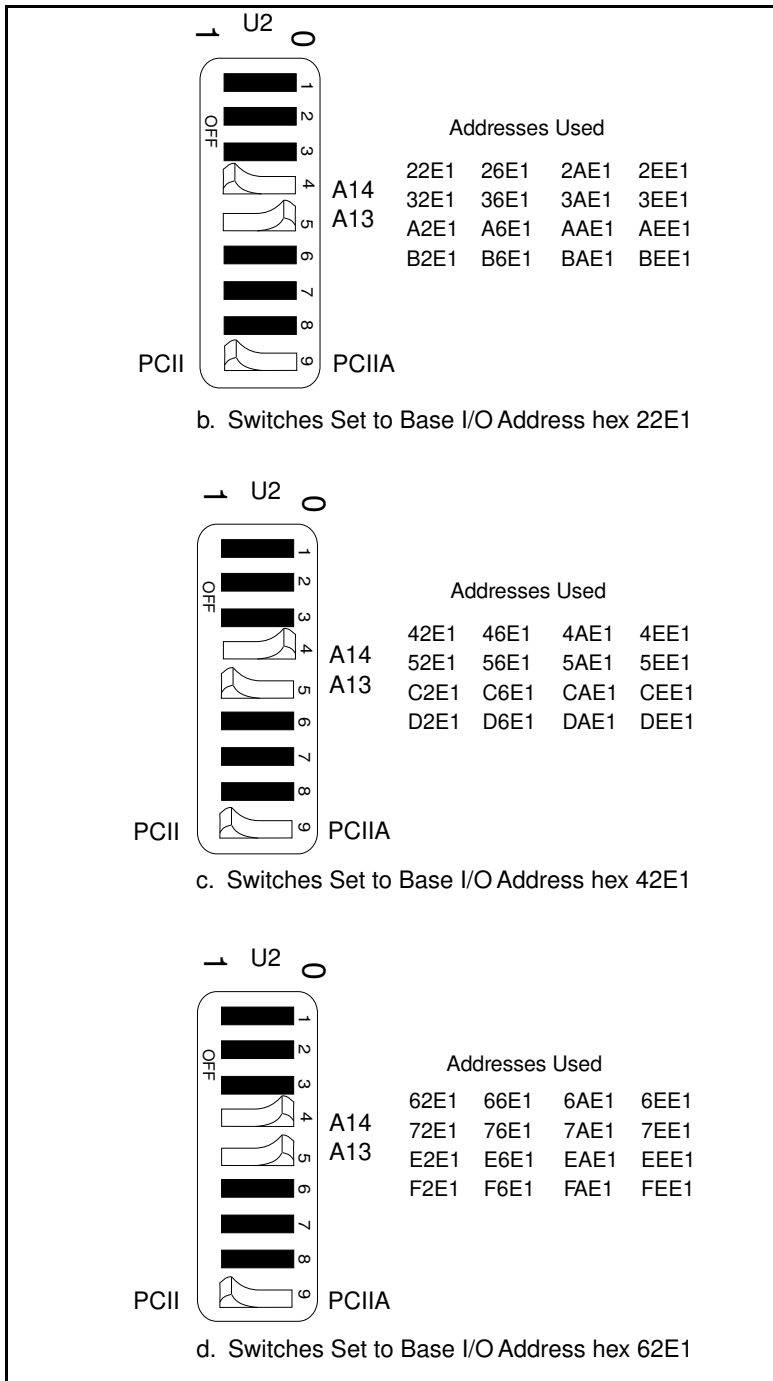 1 U2 0
OFF
1
2
3
4
5
6
7
8
9
A14
A13
PCII PCIIA
Addresses Used
22E1 26E1 2AE1 2EE1
32E1 36E1 3AE1 3EE1
A2E1 A6E1 AAE1 AEE1
B2E1 B6E1 BAE1 BEE1
b. Switches Set to Base I/O Address hex 22E1
1 U2 0
OFF
1
2
3
4
5
6
7
8
9
A14
A13
PCII PCIIA
Addresses Used
42E1 46E1 4AE1 4EE1
52E1 56E1 5AE1 5EE1
C2E1 C6E1 CAE1 CEE1
D2E1 D6E1 DAE1 DEE1
c. Switches Set to Base I/O Address hex 42E1
1 U2 0
OFF
1
2
3
4
5
6
7
8
9
A14
A13
PCII PCIIA
Addresses Used
62E1 66E1 6AE1 6EE1
72E1 76E1 7AE1 7EE1
E2E1 E6E1 EAE1 EEE1
F2E1 F6E1 FAE1 FEE1
d. Switches Set to Base I/O Address hex 62E1